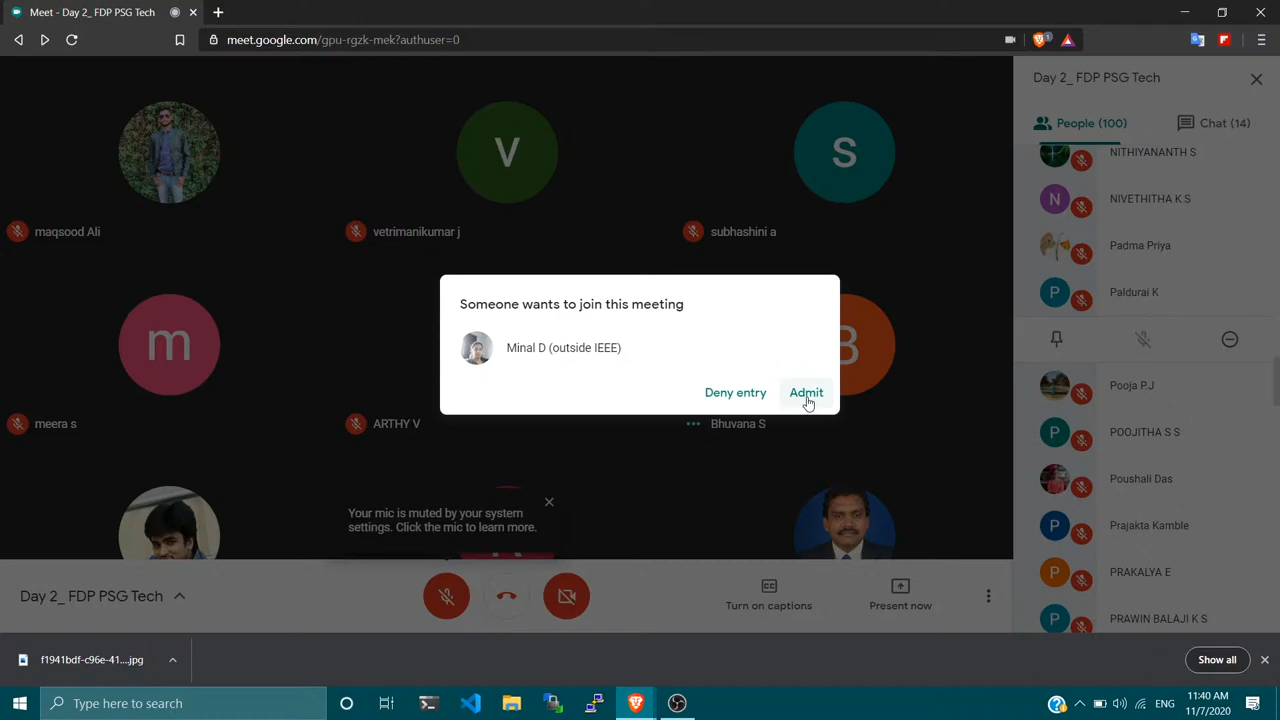 Meet - Day 2_ FDP PSG Tech
meet.google.com/gpu-rgzk-mek?authuser=0
1
Day 2_ FDP PSG Tech
People (100)
Chat (14)
V
S
maqsood Ali
vetrimanikumar j
subhashini a
NITHIYANANTH S
N
NIVETHITHA K S
Padma Priya
P
Paldurai K
Someone wants to join this meeting
Minal D (outside IEEE)
Deny entry
Admit
m
B
meera s
ARTHY V
Bhuvana S
Pooja P.J
P
POOJITHA S S
Poushali Das
P
Prajakta Kamble
P
PRAKALYA E
P
PRAWIN BALAJI K S
Your mic is muted by your system
settings. Click the mic to learn more.
Day 2_ FDP PSG Tech
CC
Turn on captions
Present now
f1941bdf-c96e-41....jpg
Show all
Type here to search
ENG
11:40 AM
11/7/2020